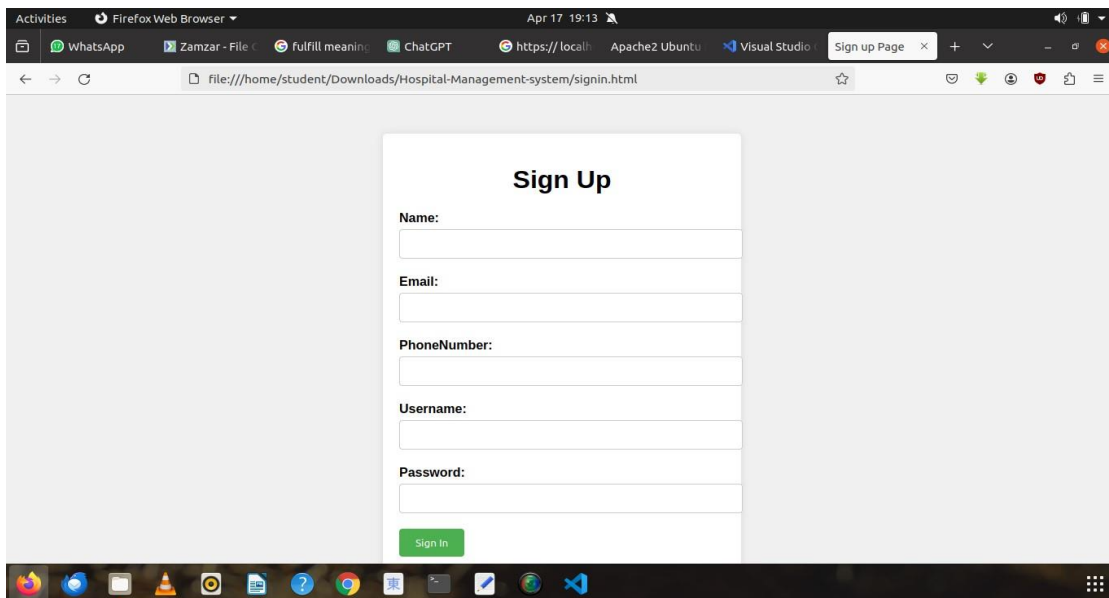 Activities Firefox Web Browser Apr 17 19:13
WhatsApp Zamzar - File C fulfill meaning ChatGPT https:// localh Apache2 Ubuntu Visual Studio Sign up Page
file:///home/student/Downloads/Hospital-Management-system/signin.html
Sign Up
Name:
Email:
PhoneNumber:
Username:
Password:
Sign In